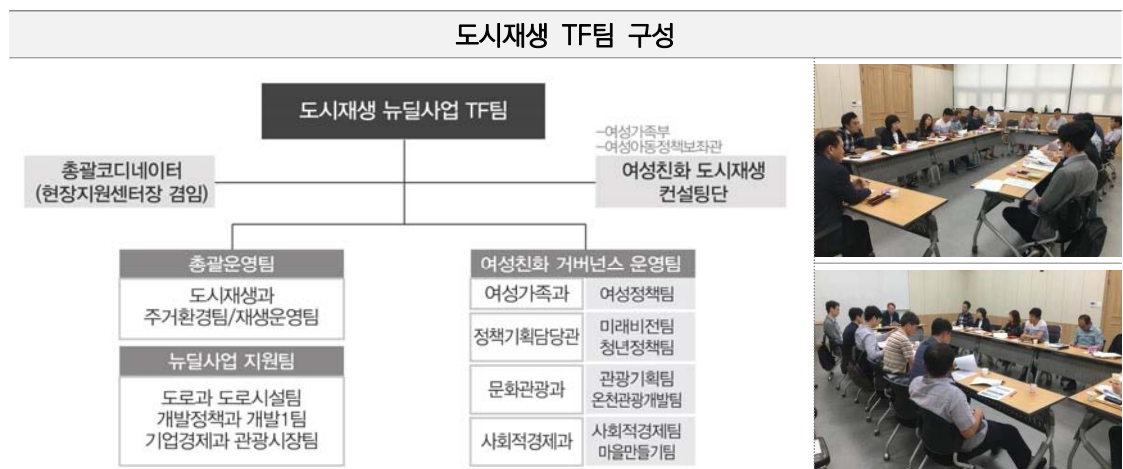 도시재생 TF팀 구성
도시재생 뉴딜사업 TF팀
-여성가족부
-여성아동정책보좌관
총괄코디네이터
(현장지원센터장 겸임)
여성친화 도시재생
컨설팅단
총괄운영팀
도시재생과
주거환경팀/재생운영팀
뉴딜사업 지원팀
도로과 도로시설팀
개발정책과 개발1팀
기업경제과 관광시장팀
여성친화 거버넌스 운영팀
여성가족과 여성정책팀
정책기획담당관 미래비전팀
청년정책팀
문화관광과 관광기획팀
온천관광개발팀
사회적경제과 사회적경제팀
마을만들기팀